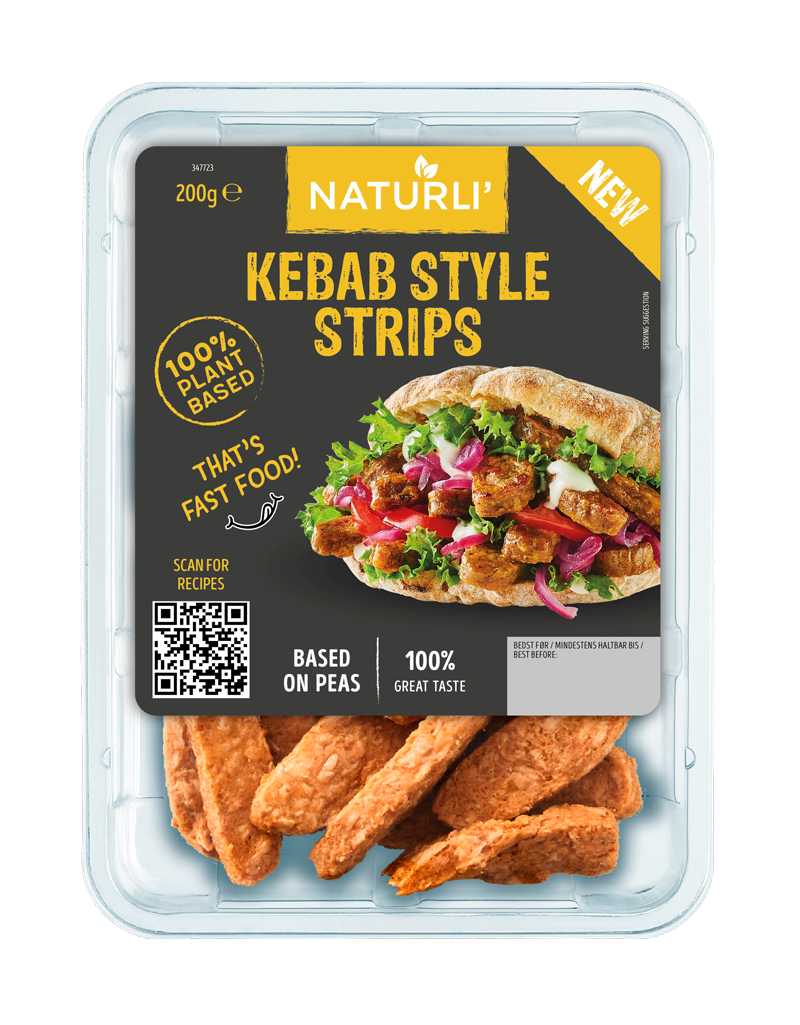 347723
200g ℮
NATURLI’
NEW
KEBAB STYLE
STRIPS
SERVING SUGGESTION
100%
PLANT
BASED
THAT’S
FAST FOOD!
SCAN FOR
RECIPES
BASED
ON PEAS
100%
GREAT TASTE
BEDST FØR / MINDESTENS HALTBAR BIS /
BEST BEFORE: